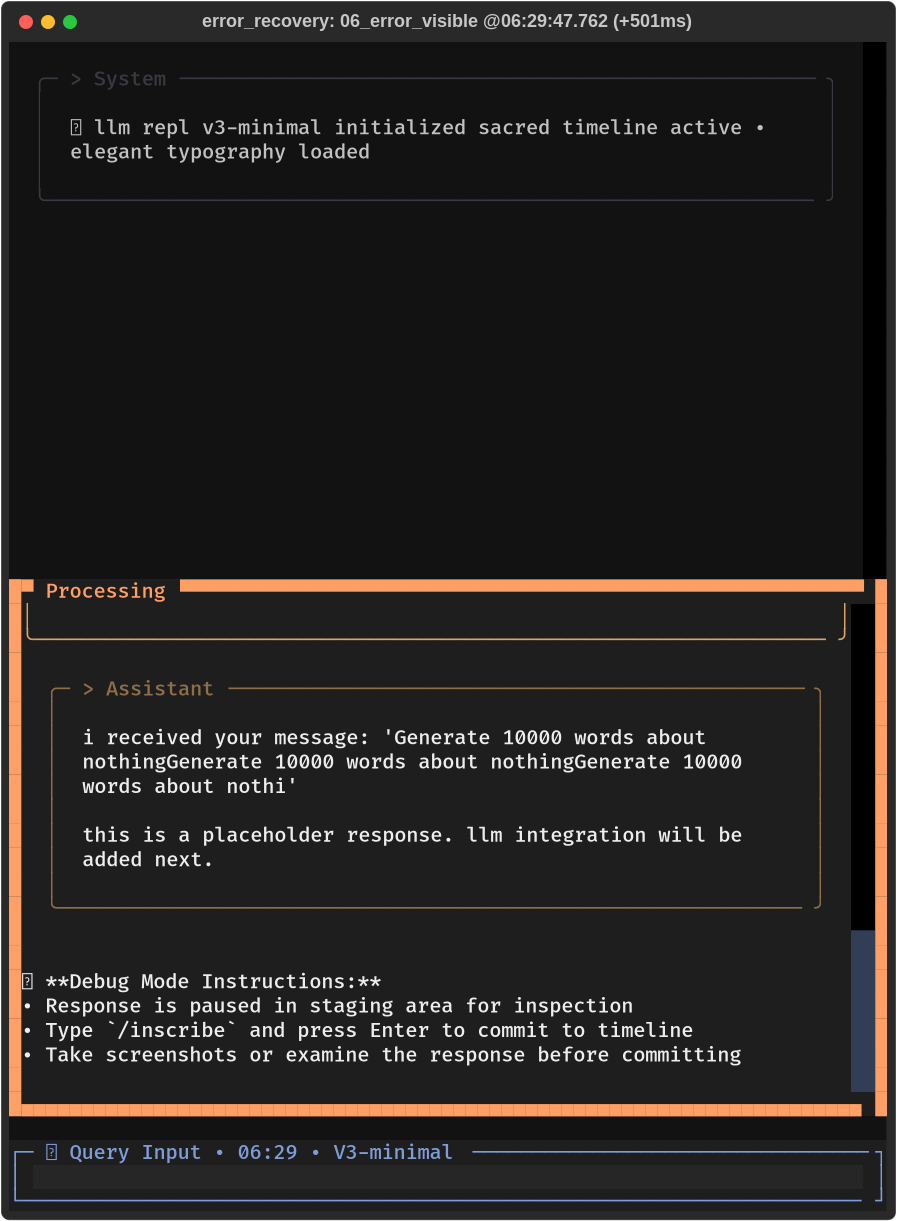 error_recovery: 06_error_visible @06:29:47.762 (+501ms)
> System
llm repl v3-minimal initialized sacred timeline active •
elegant typography loaded
Processing
> Assistant
i received your message: 'Generate 10000 words about
nothingGenerate 10000 words about nothingGenerate 10000
words about nothi'
this is a placeholder response. llm integration will be
added next.
**Debug Mode Instructions:**
• Response is paused in staging area for inspection
• Type `/inscribe` and press Enter to commit to timeline
• Take screenshots or examine the response before committing
Query Input • 06:29 • V3-minimal